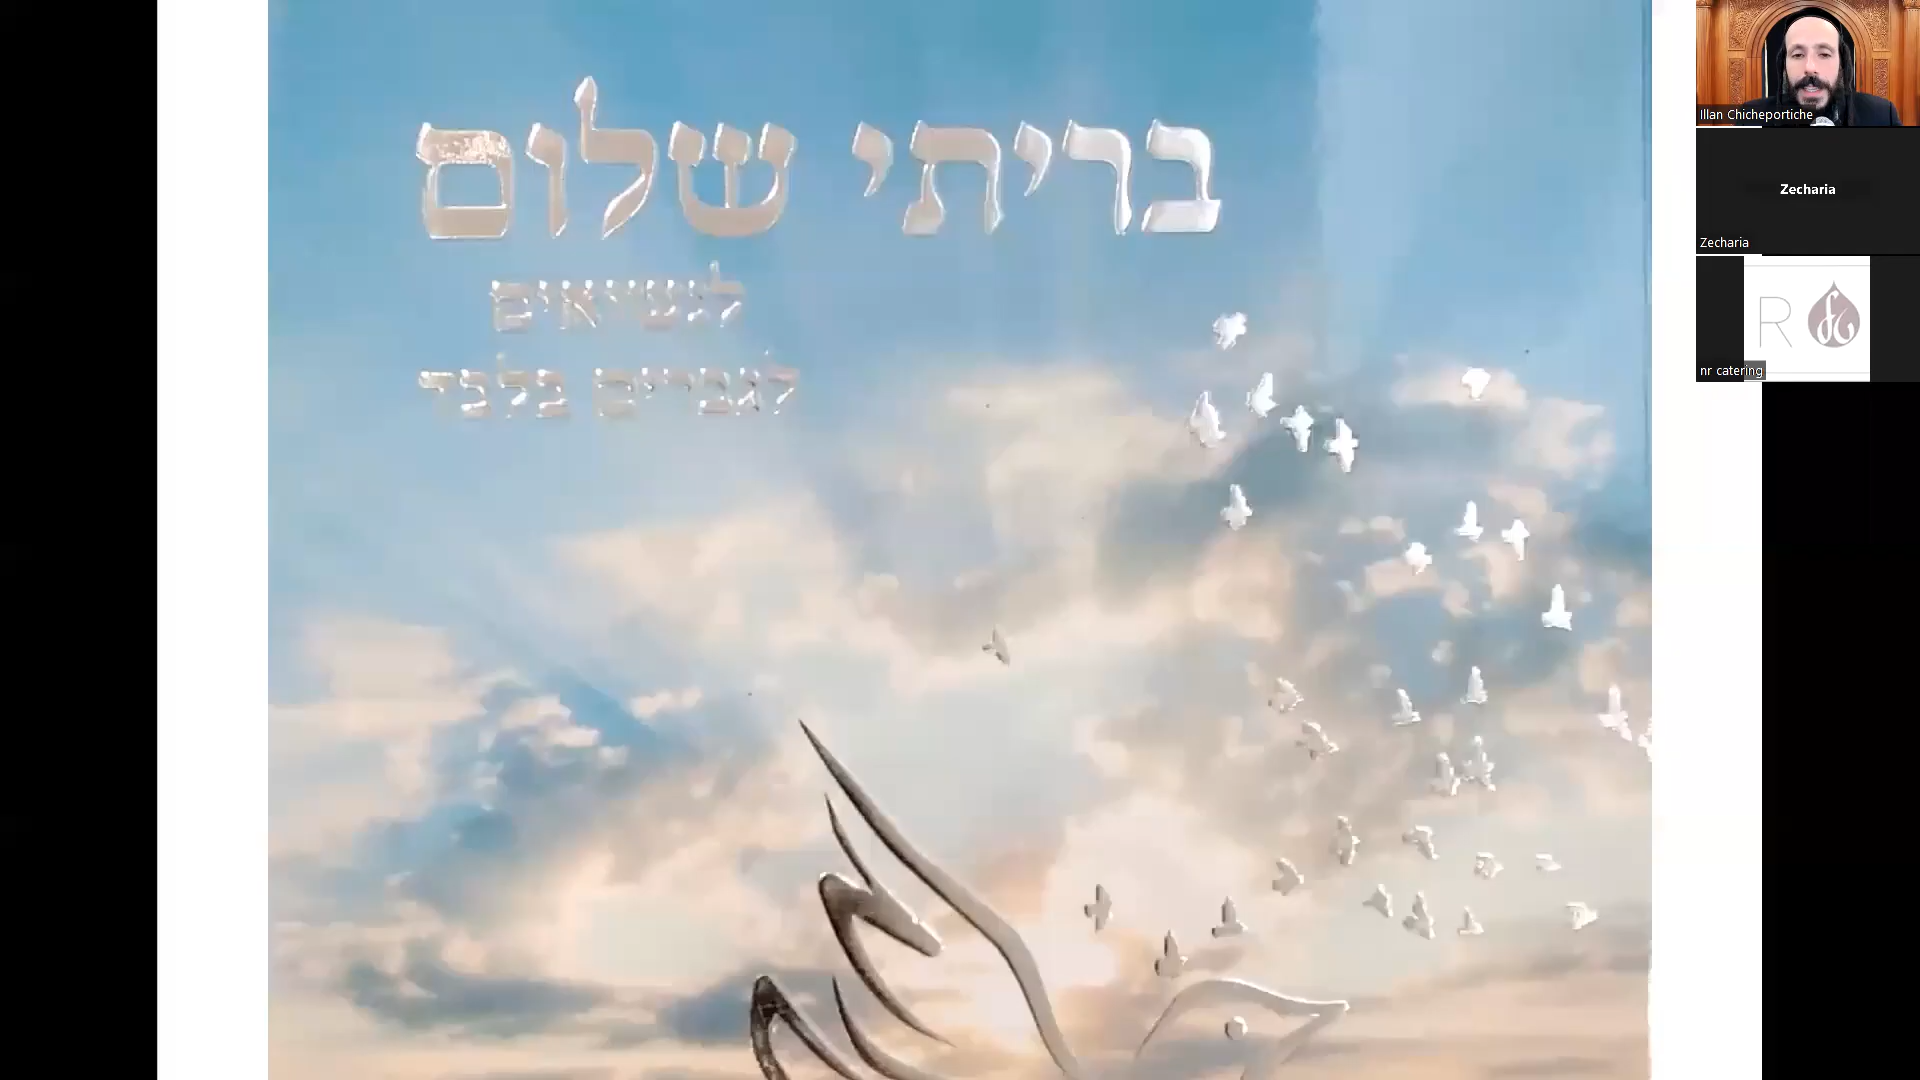 בריתי שלום
לנשואים
לגברים בלבד
Illan Chicheportiche
Zecharia
Zecharia
R
nr catering